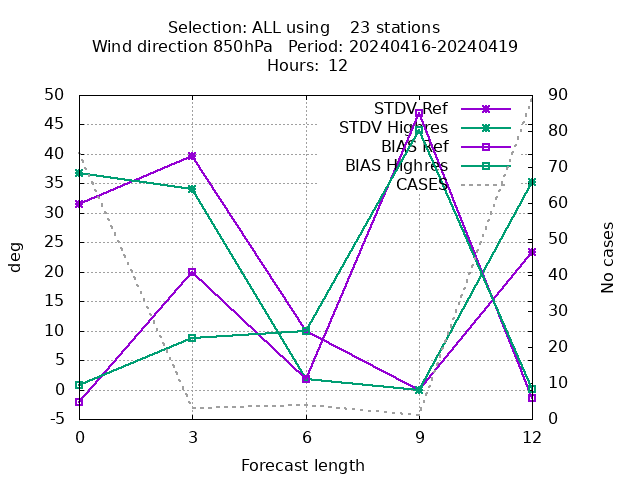 Selection: ALL using 23 stations
Wind direction 850hPa Period: 20240416-20240419
Hours: 12
STDV Ref
STDV Highres
BIAS Ref
BIAS Highres
CASES
50
45
40
35
30
25
20
15
10
5
0
-5
90
80
70
60
50
40
30
20
10
0
deg
No cases
0 3 6 9 12
Forecast length